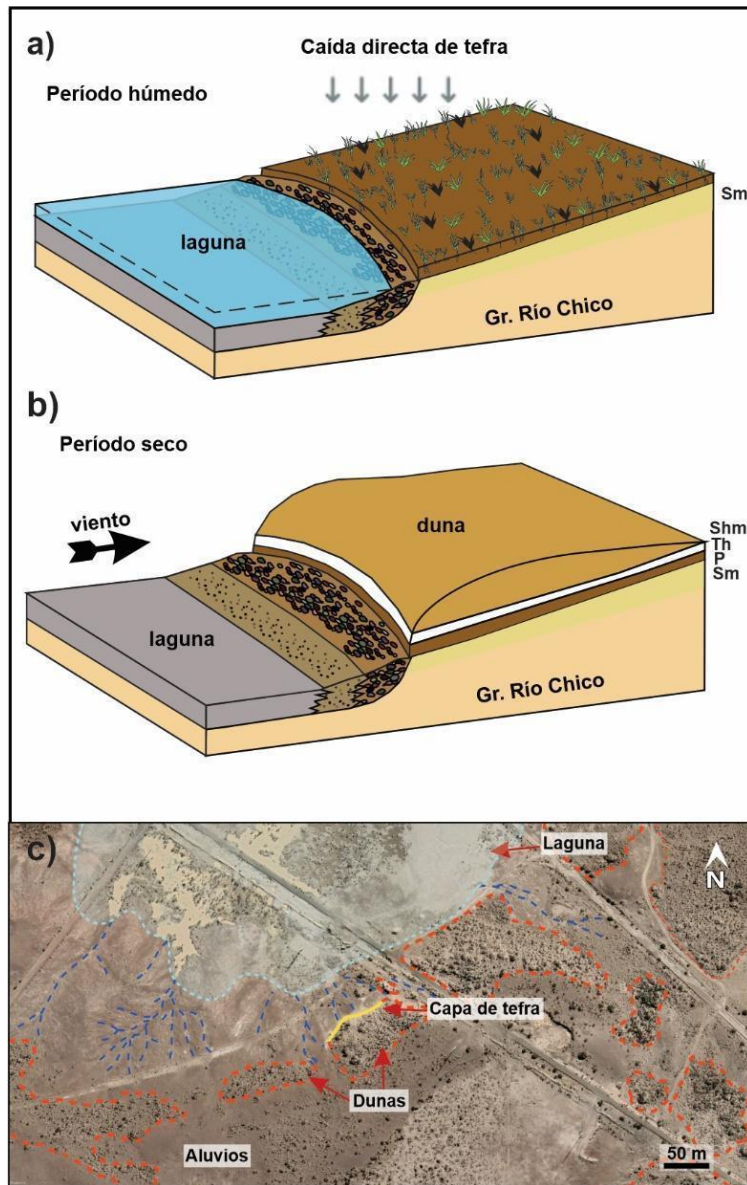 a)
Caída directa de tefra
Período húmedo
Sm
laguna
Gr. Río Chico
b)
Período seco
viento
duna
Shm
Th
P
Sm
laguna
Gr. Río Chico
c)
Laguna
N
Capa de tefra
Dunas
Aluvios
50 m